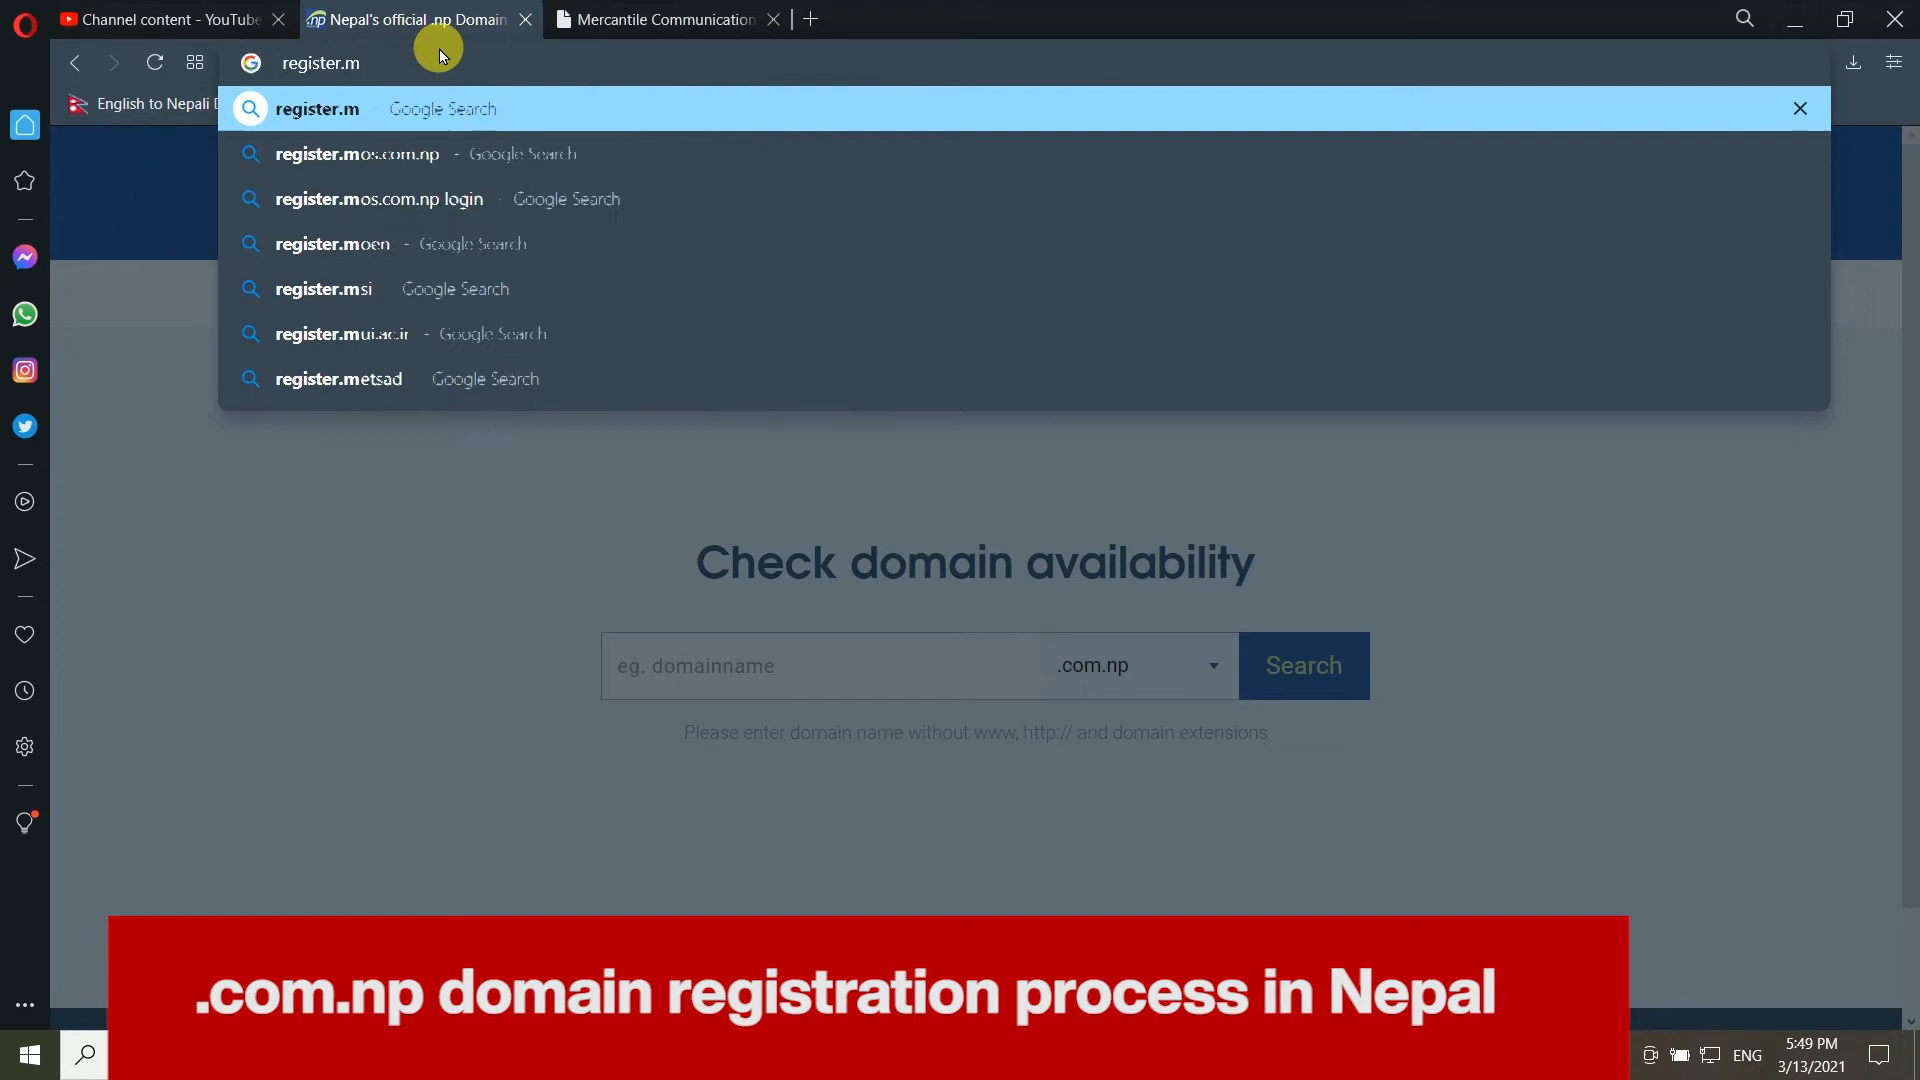 Channel content - YouTube
Nepal's official .np Domain
Mercantile Communication
register.m
English to Nepali D
register.m - Google Search
register.mos.com.np - Google Search
register.mos.com.np login - Google Search
register.moen - Google Search
register.msi Google Search
register.mui.ac.ir - Google Search
register.metsad Google Search
Check domain availability
eg. domainname
.com.np
Search
Please enter domain name without www, http:// and domain extensions
.com.np domain registration process in Nepal
ENG
5:49 PM
3/13/2021